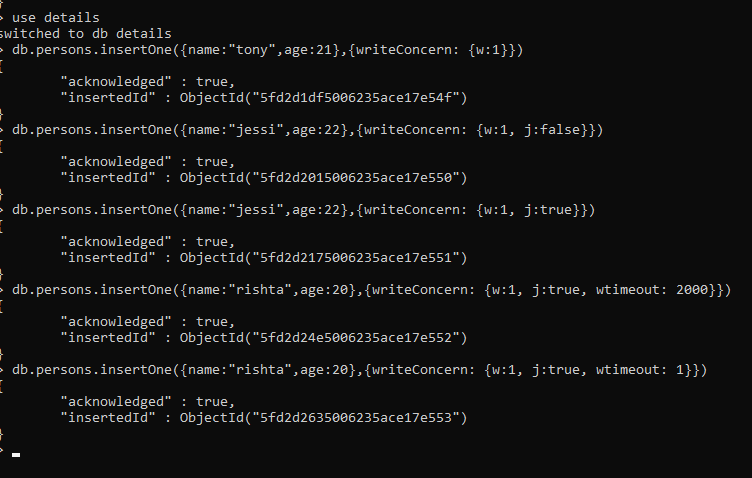 }
> use details
switched to db details
> db.persons.insertOne({name:"tony",age:21},{writeConcern: {w:1}})
{
        "acknowledged" : true,
        "insertedId" : ObjectId("5fd2d1df5006235ace17e54f")
}
> db.persons.insertOne({name:"jessi",age:22},{writeConcern: {w:1, j:false}})
{
        "acknowledged" : true,
        "insertedId" : ObjectId("5fd2d2015006235ace17e550")
}
> db.persons.insertOne({name:"jessi",age:22},{writeConcern: {w:1, j:true}})
{
        "acknowledged" : true,
        "insertedId" : ObjectId("5fd2d2175006235ace17e551")
}
> db.persons.insertOne({name:"rishta",age:20},{writeConcern: {w:1, j:true, wtimeout: 2000}})
{
        "acknowledged" : true,
        "insertedId" : ObjectId("5fd2d24e5006235ace17e552")
}
> db.persons.insertOne({name:"rishta",age:20},{writeConcern: {w:1, j:true, wtimeout: 1}})
{
        "acknowledged" : true,
        "insertedId" : ObjectId("5fd2d2635006235ace17e553")
}
>